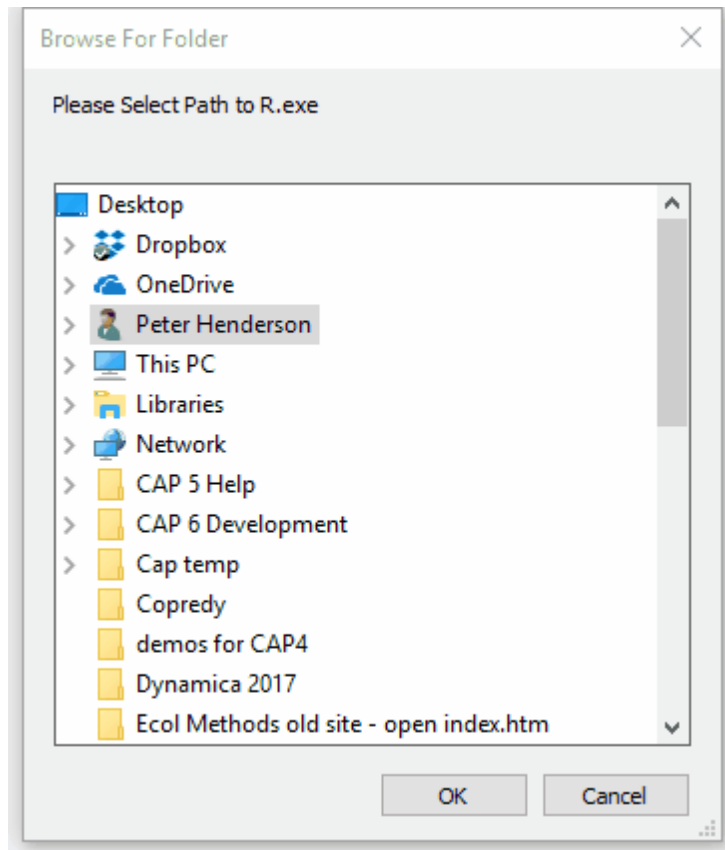 Browse For Folder
Please Select Path to R.exe
Desktop
Dropbox
OneDrive
Peter Henderson
This PC
Libraries
Network
CAP 5 Help
CAP 6 Development
Cap temp
Copredy
demos for CAP4
Dynamica 2017
Ecol Methods old site - open index.htm
OK Cancel